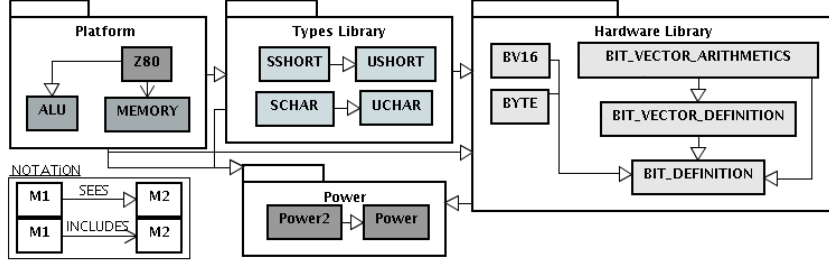 Platform
Z80
ALU
MEMORY
Types Library
SSHORT
USHORT
SCHAR
UCHAR
Hardware Library
BV16
BIT_VECTOR_ARITHMETICS
BYTE
BIT_VECTOR_DEFINITION
BIT_DEFINITION
Power
Power2
Power
NOTATiON
M1
SEES
M2
M1
INCLUDES
M2